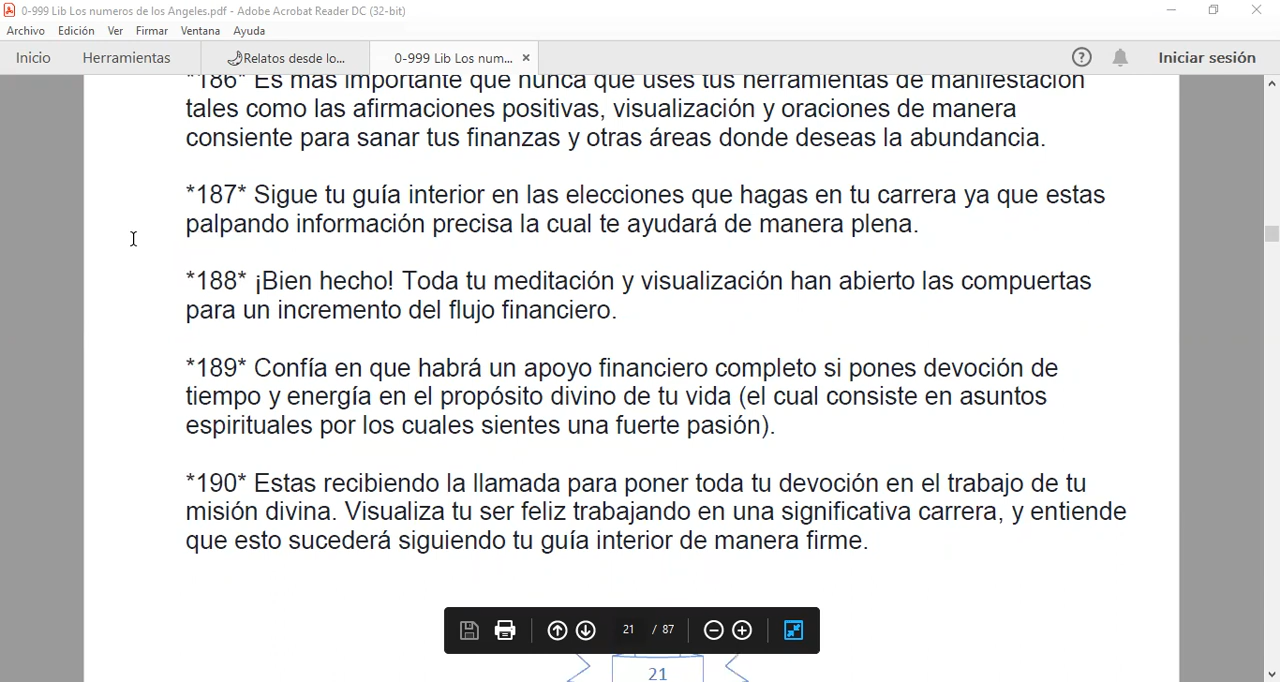 0-999 Lib Los numeros de los Angeles.pdf - Adobe Acrobat Reader DC (32-bit)
Archivo Edición Ver Firmar Ventana Ayuda
Inicio Herramientas Relatos desde lo... 0-999 Lib Los num... × ? Iniciar sesión
*186* Es más importante que nunca que uses tus herramientas de manifestación
tales como las afirmaciones positivas, visualización y oraciones de manera
consiente para sanar tus finanzas y otras áreas donde deseas la abundancia.
*187* Sigue tu guía interior en las elecciones que hagas en tu carrera ya que estas
palpando información precisa la cual te ayudará de manera plena.
*188* ¡Bien hecho! Toda tu meditación y visualización han abierto las compuertas
para un incremento del flujo financiero.
*189* Confía en que habrá un apoyo financiero completo si pones devoción de
tiempo y energía en el propósito divino de tu vida (el cual consiste en asuntos
espirituales por los cuales sientes una fuerte pasión).
*190* Estas recibiendo la llamada para poner toda tu devoción en el trabajo de tu
misión divina. Visualiza tu ser feliz trabajando en una significativa carrera, y entiende
que esto sucederá siguiendo tu guía interior de manera firme.
21 / 87
21